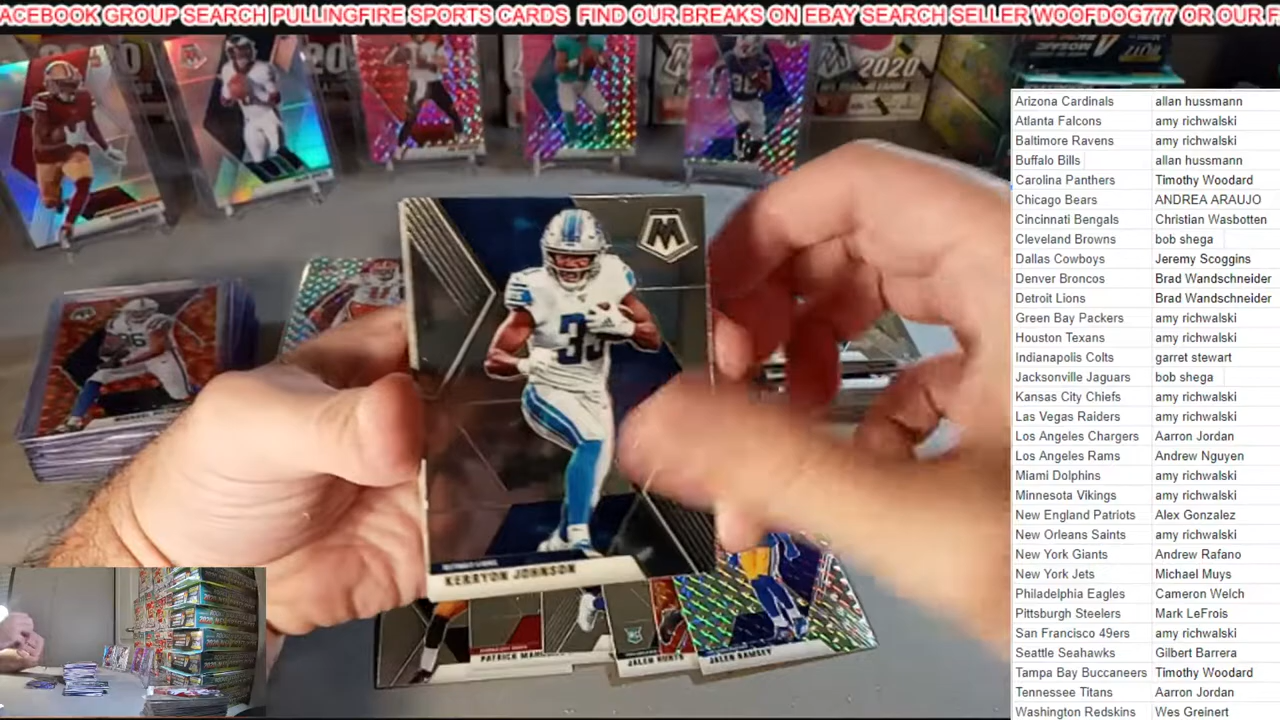 ACEBOOK GROUP SEARCH PULLINGFIRE SPORTS CARDS  FIND OUR BREAKS ON EBAY SEARCH SELLER WOOFDOG777 OR OUR F
2020
Arizona Cardinals allan hussmann
Atlanta Falcons amy richwalski
Baltimore Ravens amy richwalski
Buffalo Bills allan hussmann
Carolina Panthers Timothy Woodard
Chicago Bears ANDREA ARAUJO
Cincinnati Bengals Christian Wasbotten
Cleveland Browns bob shega
Dallas Cowboys Jeremy Scoggins
Denver Broncos Brad Wandschneider
Detroit Lions Brad Wandschneider
Green Bay Packers amy richwalski
Houston Texans amy richwalski
Indianapolis Colts garret stewart
Jacksonville Jaguars bob shega
Kansas City Chiefs amy richwalski
Las Vegas Raiders amy richwalski
Los Angeles Chargers Aarron Jordan
Los Angeles Rams Andrew Nguyen
Miami Dolphins amy richwalski
Minnesota Vikings amy richwalski
New England Patriots Alex Gonzalez
New Orleans Saints amy richwalski
New York Giants Andrew Rafano
New York Jets Michael Muys
Philadelphia Eagles Cameron Welch
Pittsburgh Steelers Mark LeFrois
San Francisco 49ers amy richwalski
Seattle Seahawks Gilbert Barrera
Tampa Bay Buccaneers Timothy Woodard
Tennessee Titans Aarron Jordan
Washington Redskins Wes Greinert
M
33
KERRYON JOHNSON
JALEN HURTS
JALEN RAMSEY